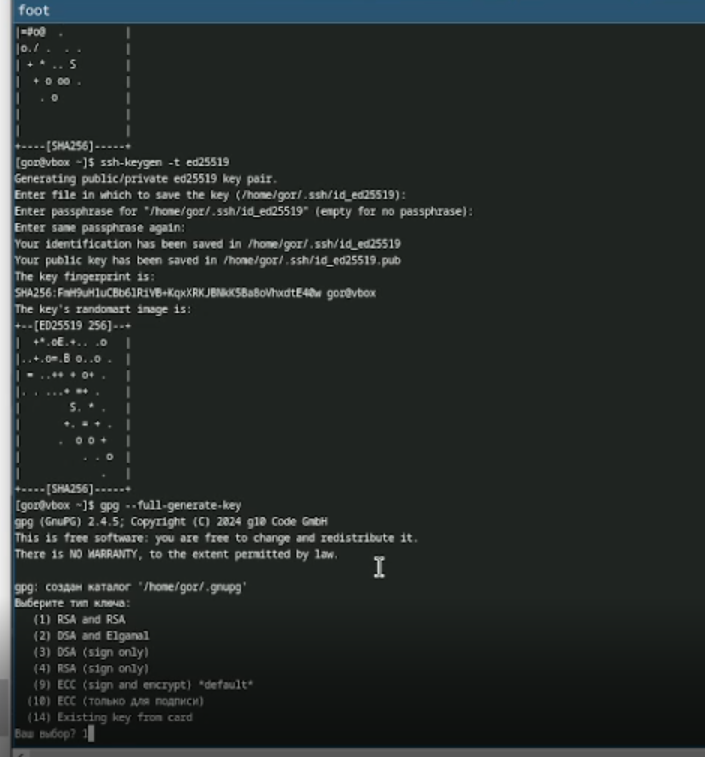 foot
|=#o@  .          |
|o./ .  . .       |
| + * .. S        |
|  + o oo .       |
|   . o           |
|                 |
|                 |
+----[SHA256]-----+
[gor@vbox ~]$ ssh-keygen -t ed25519
Generating public/private ed25519 key pair.
Enter file in which to save the key (/home/gor/.ssh/id_ed25519):
Enter passphrase for "/home/gor/.ssh/id_ed25519" (empty for no passphrase):
Enter same passphrase again:
Your identification has been saved in /home/gor/.ssh/id_ed25519
Your public key has been saved in /home/gor/.ssh/id_ed25519.pub
The key fingerprint is:
gor@vbox
The key's randomart image is:
+--[ED25519 256]--+
|  +*.oE.+.. .o   |
|..+.o=.B o..o .  |
| = ..++ + o+ .   |
|. . ...+ =+ .    |
|        S. * .   |
|       +. = + .  |
|      .  o o +   |
|          . . o  |
|             .   |
+----[SHA256]-----+
[gor@vbox ~]$ gpg --full-generate-key
gpg (GnuPG) 2.4.5; Copyright (C) 2024 g10 Code GmbH
This is free software: you are free to change and redistribute it.
There is NO WARRANTY, to the extent permitted by law.
gpg: создан каталог '/home/gor/.gnupg'
Выберите тип ключа:
(1) RSA and RSA
(2) DSA and Elgamal
(3) DSA (sign only)
(4) RSA (sign only)
(9) ECC (sign and encrypt) *default*
(10) ECC (только для подписи)
(14) Existing key from card
Ваш выбор? 1